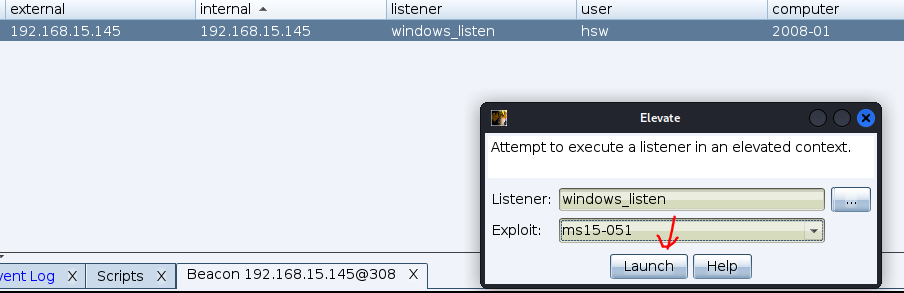 external internal listener user computer
192.168.15.145 192.168.15.145 windows_listen hsw 2008-01
Elevate
Attempt to execute a listener in an elevated context.
Listener: windows_listen ...
Exploit: ms15-051
Launch Help
vent Log X Scripts X Beacon 192.168.15.145@308 X